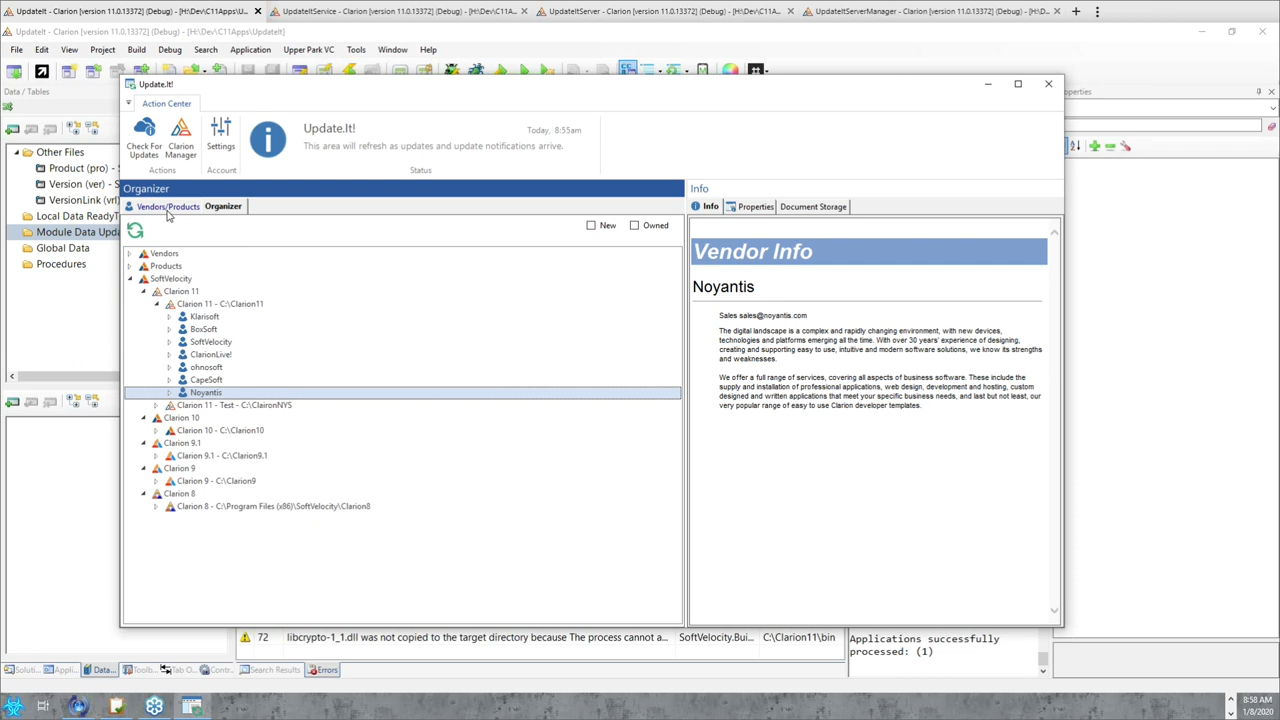 UpdateIt - Clarion [version 11.0.13372] (Debug) - [H:\Dev\C11Apps\U...
UpdateItService - Clarion [version 11.0.13372] (Debug) - [H:\Dev\C11A...
UpdateItServer - Clarion [version 11.0.13372] (Debug) - [H:\Dev\C11Ap...
UpdateItServerManager - Clarion [version 11.0.13372] (Debug) - [H:\De...
UpdateIt - Clarion [version 11.0.13372] (Debug) - [H:\Dev\C11Apps\UpdateIt]
File Edit View Project Build Debug Search Application Upper Park VC Tools Window Help
Data / Tables
Other Files
Product (pro) - S
Version (ver) - S
VersionLink (vrl)
Local Data ReadyT
Module Data Upda
Global Data
Procedures
Update.It!
Action Center
Check For Updates
Clarion Manager
Settings
Update.It!
Today, 8:55am
This area will refresh as updates and update notifications arrive.
Actions Account Status
Organizer
Vendors/Products Organizer
New Owned
Vendors
Products
SoftVelocity
Clarion 11
Clarion 11 - C:\Clarion11
Klarisoft
BoxSoft
SoftVelocity
ClarionLive!
ohnosoft
CapeSoft
Noyantis
Clarion 11 - Test - C:\ClaironNYS
Clarion 10
Clarion 10 - C:\Clarion10
Clarion 9.1
Clarion 9.1 - C:\Clarion9.1
Clarion 9
Clarion 9 - C:\Clarion9
Clarion 8
Clarion 8 - C:\Program Files (x86)\SoftVelocity\Clarion8
Info
Info Properties Document Storage
Vendor Info
Noyantis
Sales sales@noyantis.com
The digital landscape is a complex and rapidly changing environment, with new devices,
technologies and platforms emerging all the time. With over 30 years' experience of designing,
creating and supporting easy to use, intuitive and modern software solutions, we know its strengths
and weaknesses.
We offer a full range of services, covering all aspects of business software. These include the
supply and installation of professional applications, web design, development and hosting, custom
designed and written applications that meet your specific business needs, and last but not least, our
very popular range of easy to use Clarion developer templates.
operties
72 libcrypto-1_1.dll was not copied to the target directory because The process cannot a... SoftVelocity.Bui... C:\Clarion11\bin
Applications successfully
processed: (1)
Soluti... Appli... Data... Toolb... Tab O... Contr...
Search Results Errors
8:58 AM
1/8/2020